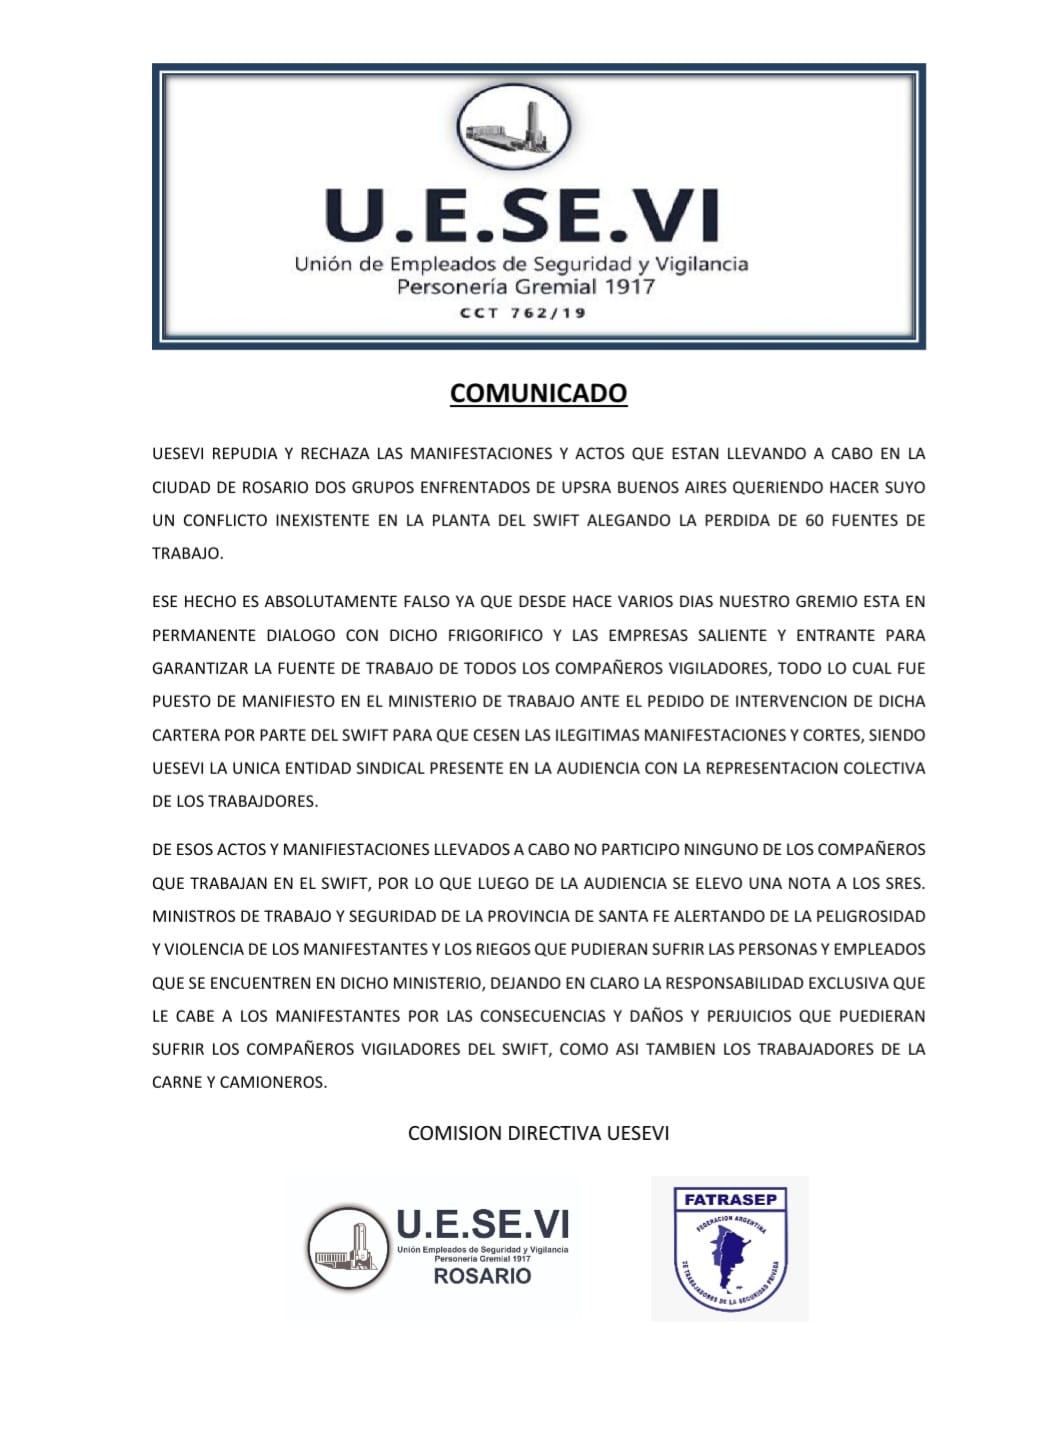 U.E.SE.VI
Unión de Empleados de Seguridad y Vigilancia
Personería Gremial 1917
CCT 762/19
COMUNICADO
UESEVI REPUDIA Y RECHAZA LAS MANIFESTACIONES Y ACTOS QUE ESTAN LLEVANDO A CABO EN LA
CIUDAD DE ROSARIO DOS GRUPOS ENFRENTADOS DE UPSRA BUENOS AIRES QUERIENDO HACER SUYO
UN CONFLICTO INEXISTENTE EN LA PLANTA DEL SWIFT ALEGANDO LA PERDIDA DE 60 FUENTES DE
TRABAJO.
ESE HECHO ES ABSOLUTAMENTE FALSO YA QUE DESDE HACE VARIOS DIAS NUESTRO GREMIO ESTA EN
PERMANENTE DIALOGO CON DICHO FRIGORIFICO Y LAS EMPRESAS SALIENTE Y ENTRANTE PARA
GARANTIZAR LA FUENTE DE TRABAJO DE TODOS LOS COMPAÑEROS VIGILADORES, TODO LO CUAL FUE
PUESTO DE MANIFIESTO EN EL MINISTERIO DE TRABAJO ANTE EL PEDIDO DE INTERVENCION DE DICHA
CARTERA POR PARTE DEL SWIFT PARA QUE CESEN LAS ILEGITIMAS MANIFESTACIONES Y CORTES, SIENDO
UESEVI LA UNICA ENTIDAD SINDICAL PRESENTE EN LA AUDIENCIA CON LA REPRESENTACION COLECTIVA
DE LOS TRABAJDORES.
DE ESOS ACTOS Y MANIFIESTACIONES LLEVADOS A CABO NO PARTICIPO NINGUNO DE LOS COMPAÑEROS
QUE TRABAJAN EN EL SWIFT, POR LO QUE LUEGO DE LA AUDIENCIA SE ELEVO UNA NOTA A LOS SRES.
MINISTROS DE TRABAJO Y SEGURIDAD DE LA PROVINCIA DE SANTA FE ALERTANDO DE LA PELIGROSIDAD
Y VIOLENCIA DE LOS MANIFESTANTES Y LOS RIEGOS QUE PUDIERAN SUFRIR LAS PERSONAS Y EMPLEADOS
QUE SE ENCUENTREN EN DICHO MINISTERIO, DEJANDO EN CLARO LA RESPONSABILIDAD EXCLUSIVA QUE
LE CABE A LOS MANIFESTANTES POR LAS CONSECUENCIAS Y DAÑOS Y PERJUICIOS QUE PUEDIERAN
SUFRIR LOS COMPAÑEROS VIGILADORES DEL SWIFT, COMO ASI TAMBIEN LOS TRABAJADORES DE LA
CARNE Y CAMIONEROS.
COMISION DIRECTIVA UESEVI
U.E.SE.VI
Unión Empleados de Seguridad y Vigilancia
Personería Gremial 1917
ROSARIO
FATRASEP
FEDERACION ARGENTINA
DE TRABAJADORES DE LA SEGURIDAD PRIVADA